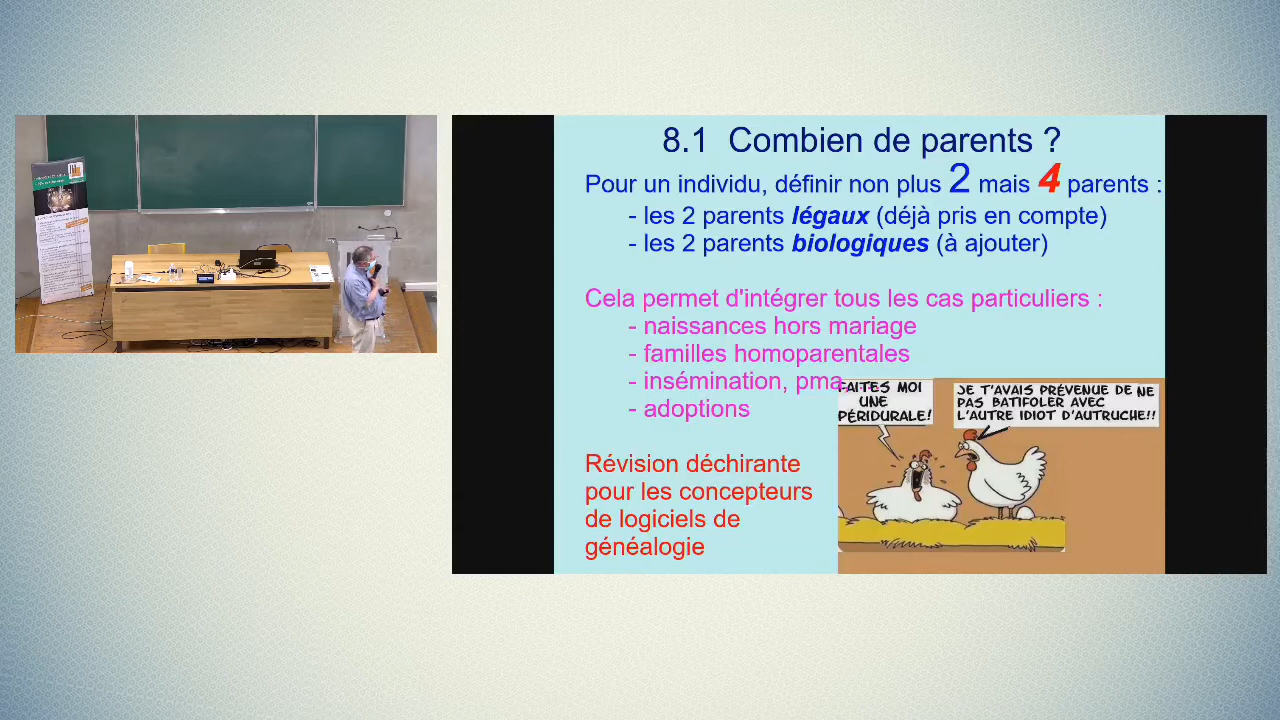 8.1 Combien de parents ?
Pour un individu, définir non plus 2 mais 4 parents :
- les 2 parents légaux (déjà pris en compte)
- les 2 parents biologiques (à ajouter)
Cela permet d'intégrer tous les cas particuliers :
- naissances hors mariage
- familles homoparentales
- insémination, pma
- adoptions
Révision déchirante
pour les concepteurs
de logiciels de
généalogie
FAITES MOI
UNE
PÉRIDURALE!
JE T'AVAIS PRÉVENUE DE NE
PAS BATIFOLER AVEC
L'AUTRE IDIOT D'AUTRUCHE!!